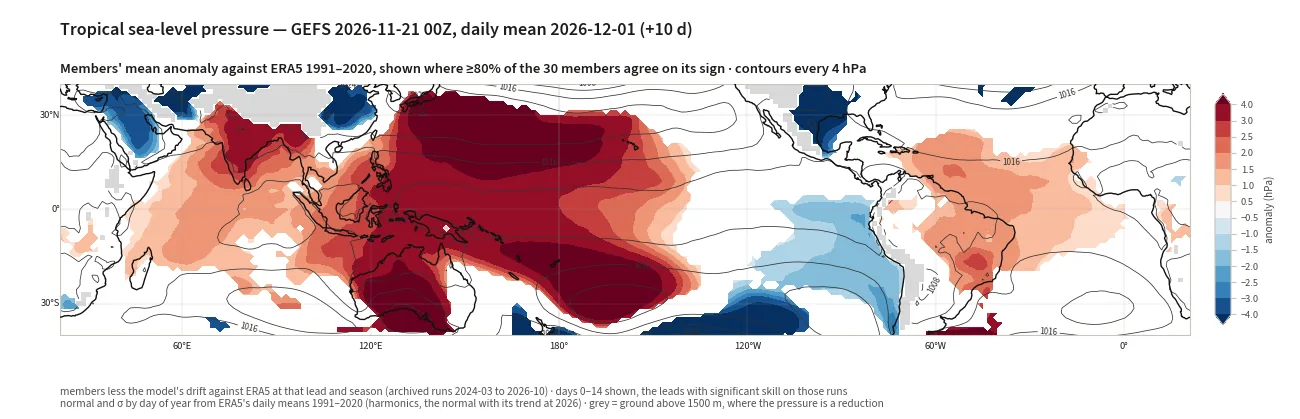 Tropical sea-level pressure — GEFS 2026-11-21 00Z, daily mean 2026-12-01 (+10 d)
Members' mean anomaly against ERA5 1991–2020, shown where ≥80% of the 30 members agree on its sign · contours every 4 hPa
1016
1016
1008
1016
1016
30°N
0°
30°S
60°E
120°E
180°
120°W
60°W
0°
4.0
3.0
2.0
1.5
1.0
0.5
−0.5
−1.0
−1.5
−2.0
−3.0
−4.0
anomaly (hPa)
members less the model's drift against ERA5 at that lead and season (archived runs 2024-03 to 2026-10) · days 0–14 shown, the leads with significant skill on those runs
normal and σ by day of year from ERA5's daily means 1991–2020 (harmonics, the normal with its trend at 2026) · grey = ground above 1500 m, where the pressure is a reduction